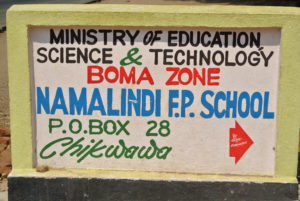 MINISTRY OF EDUCATION
SCIENCE & TECHNOLOGY
BOMA ZONE
NAMALINDI F.P. SCHOOL
P.O.BOX 28
Chikwawa